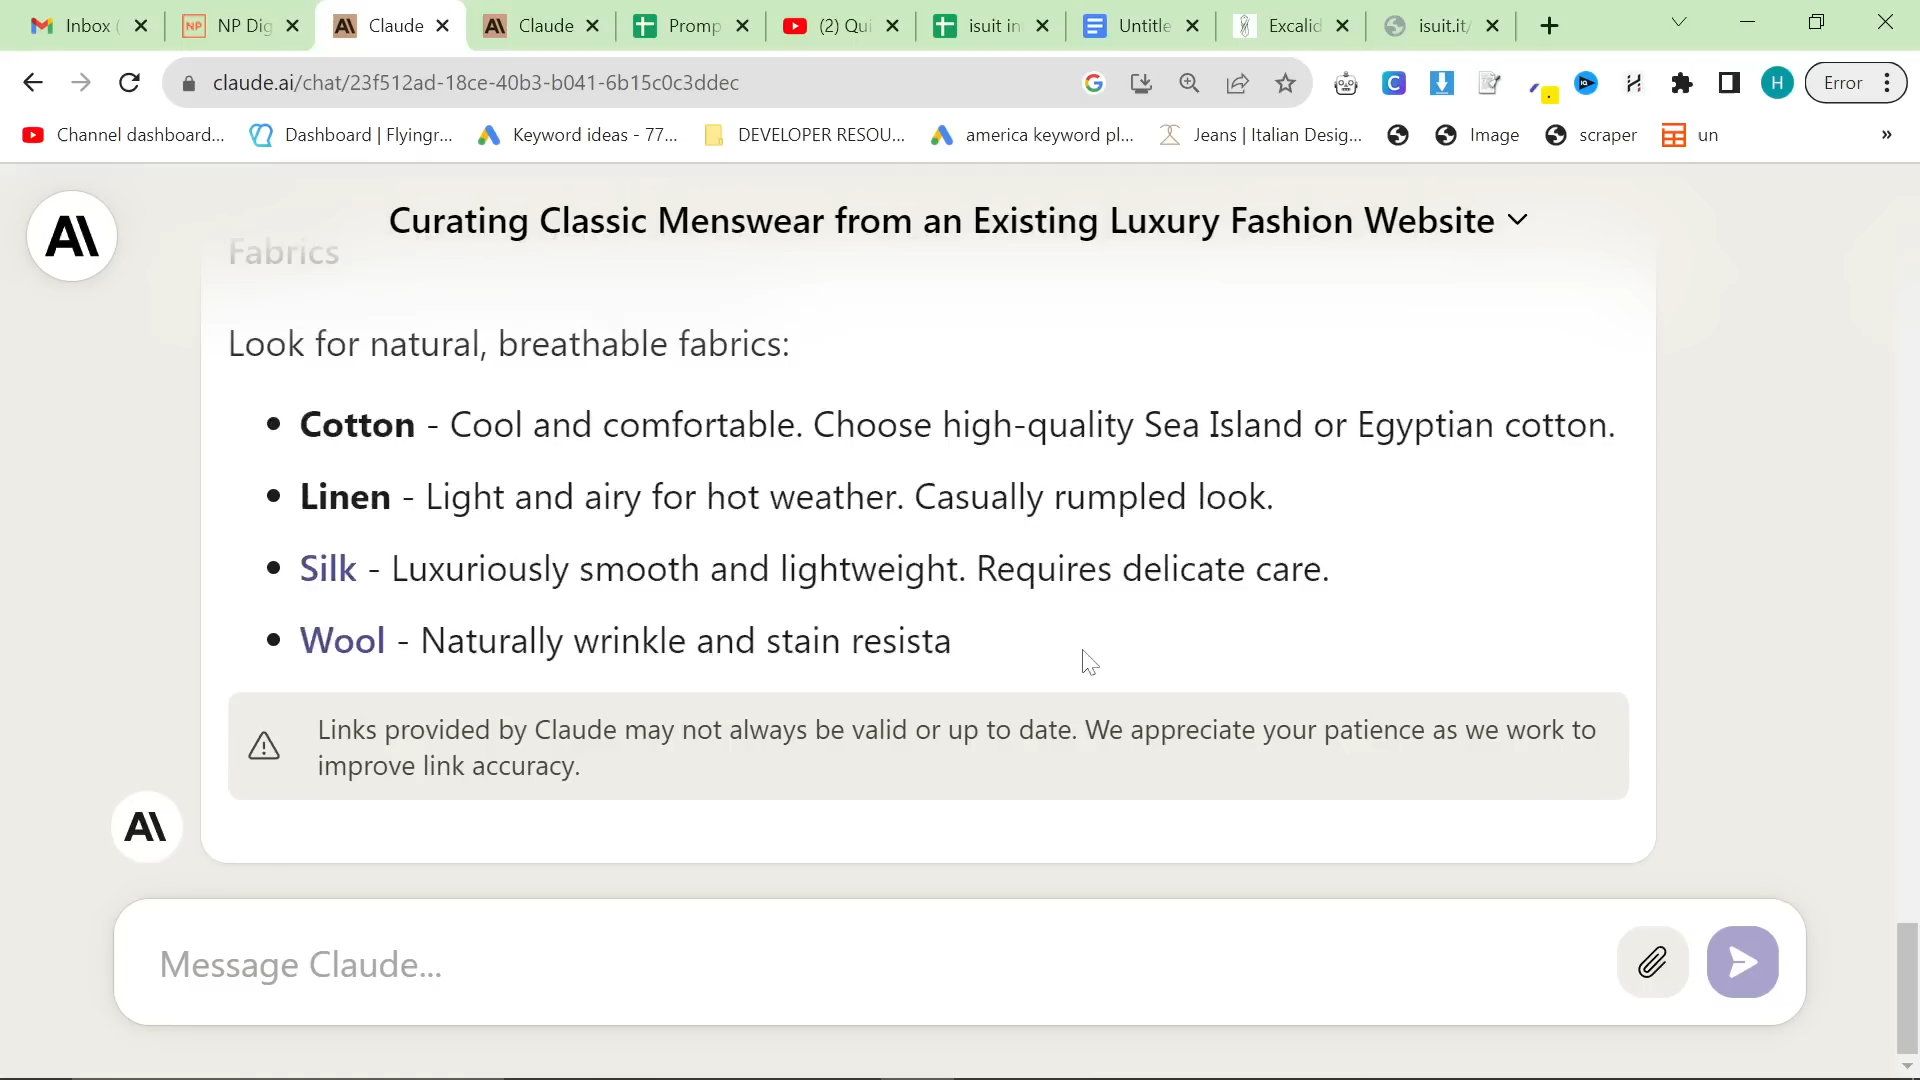 Inbox (
NP Dig
Claude
Claude
Promp
(2) Qui
isuit in
Untitle
Excalid
isuit.it/
claude.ai/chat/23f512ad-18ce-40b3-b041-6b15c0c3ddec
H
Error
Channel dashboard...
Dashboard | Flyingr...
Keyword ideas - 77...
DEVELOPER RESOU...
america keyword pl...
Jeans | Italian Desig...
Image
scraper
un
»
Curating Classic Menswear from an Existing Luxury Fashion Website
Fabrics
Look for natural, breathable fabrics:
• Cotton - Cool and comfortable. Choose high-quality Sea Island or Egyptian cotton.
• Linen - Light and airy for hot weather. Casually rumpled look.
• Silk - Luxuriously smooth and lightweight. Requires delicate care.
• Wool - Naturally wrinkle and stain resista
Links provided by Claude may not always be valid or up to date. We appreciate your patience as we work to
improve link accuracy.
Message Claude...